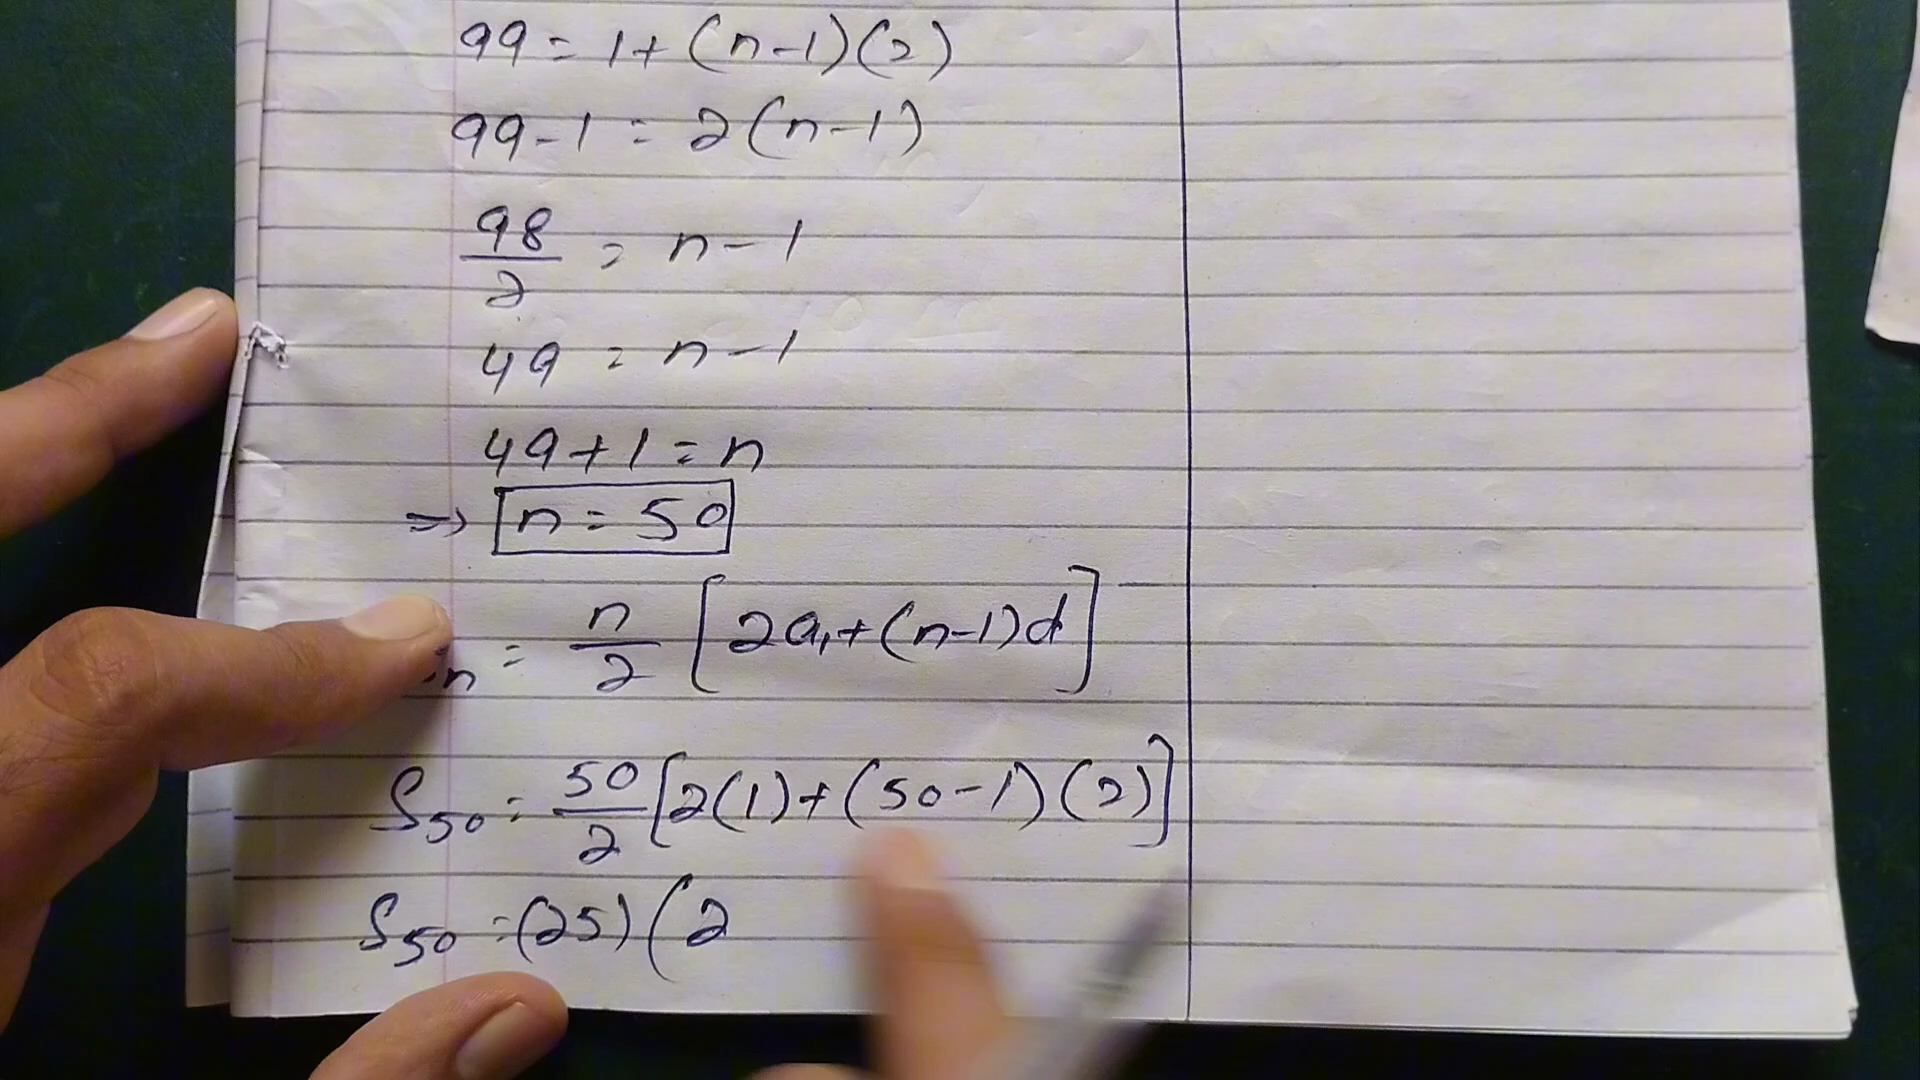 99 = 1 + (n-1)(2)
99-1 = 2(n-1)
98/2 = n-1
49 = n-1
49+1 = n
=> n = 50
n = n/2 [2a₁+(n-1)d]
S₅₀ = 50/2 [2(1)+(50-1)(2)]
S₅₀ = (25)(2